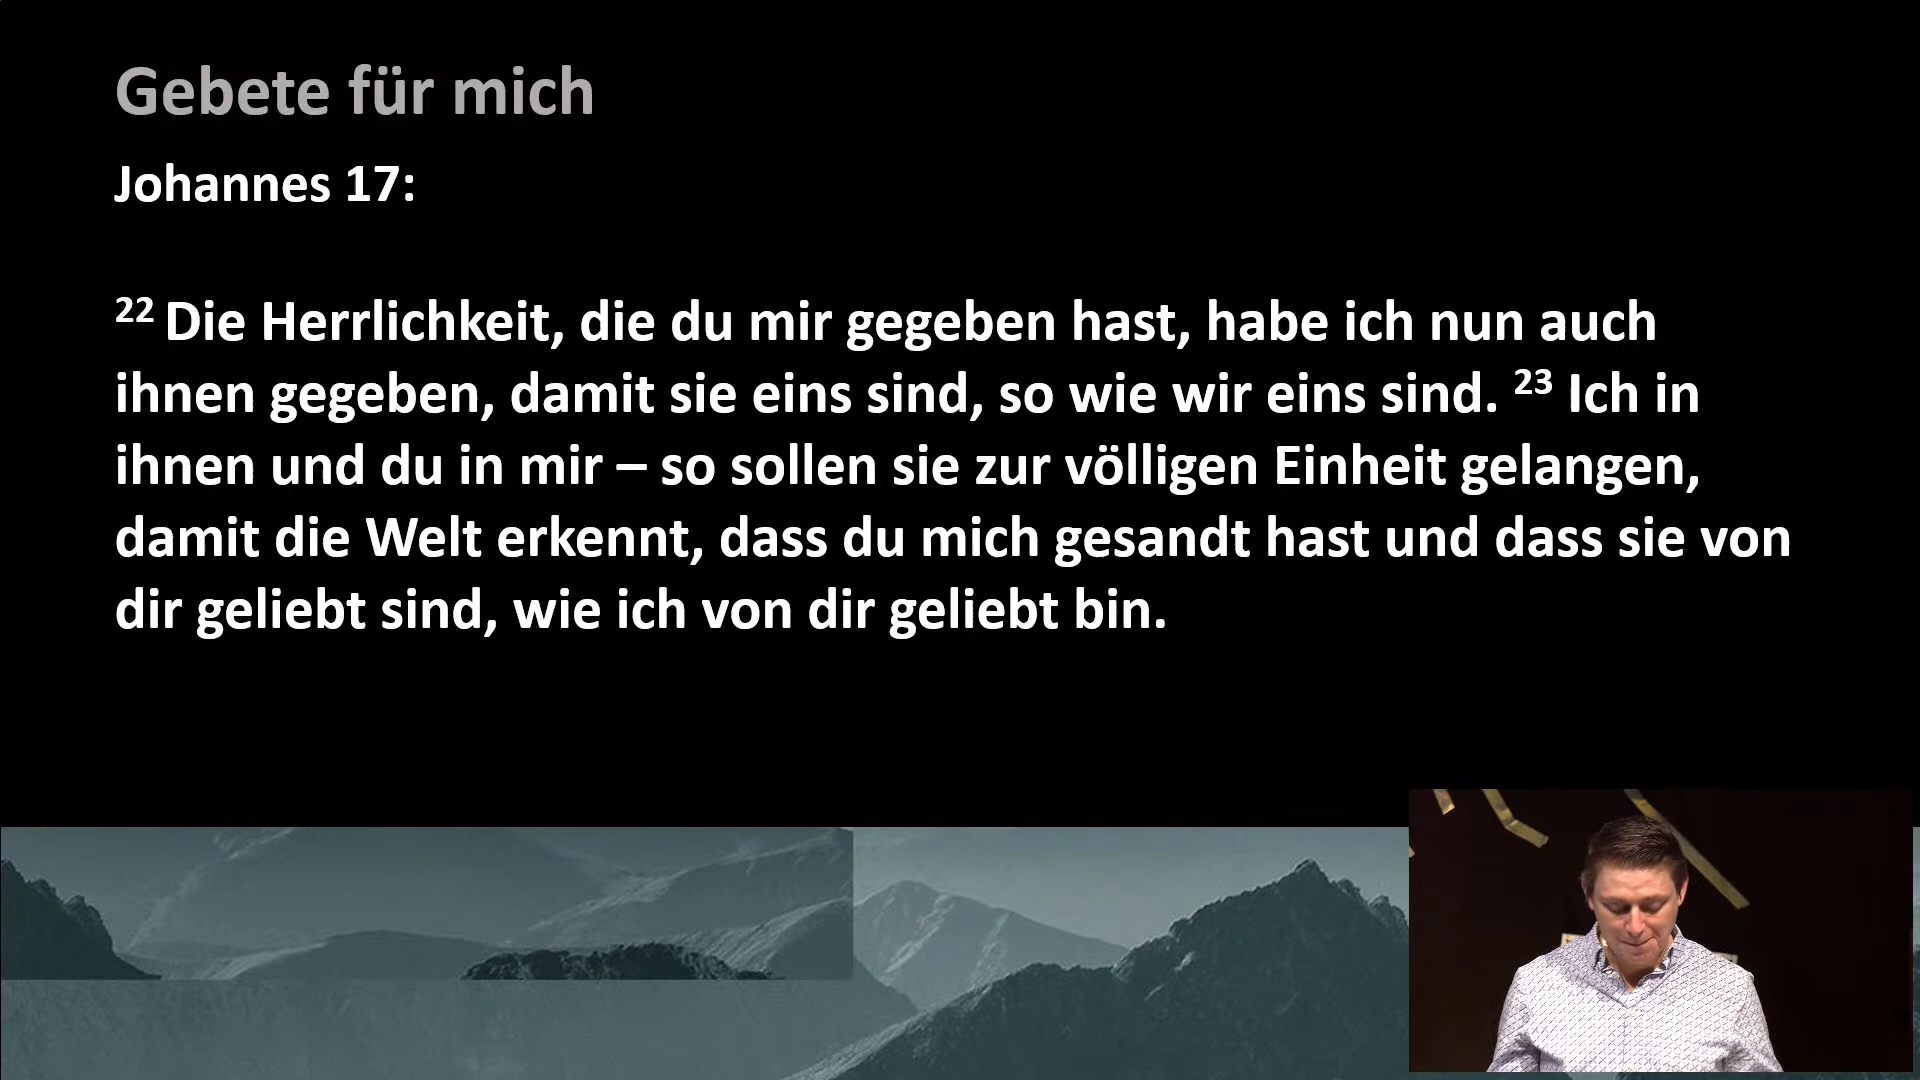 Gebete für mich
Johannes 17:
22 Die Herrlichkeit, die du mir gegeben hast, habe ich nun auch
ihnen gegeben, damit sie eins sind, so wie wir eins sind. 23 Ich in
ihnen und du in mir – so sollen sie zur völligen Einheit gelangen,
damit die Welt erkennt, dass du mich gesandt hast und dass sie von
dir geliebt sind, wie ich von dir geliebt bin.